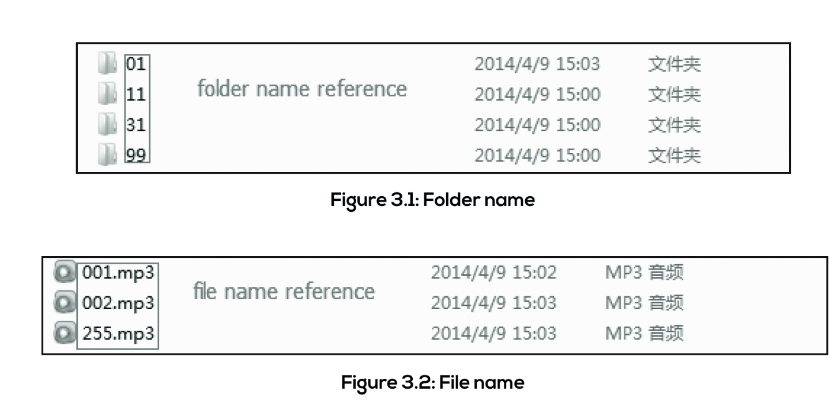 01 2014/4/9 15:03 文件夹
folder name reference
11 2014/4/9 15:00 文件夹
31 2014/4/9 15:00 文件夹
99 2014/4/9 15:00 文件夹
Figure 3.1: Folder name
001.mp3 2014/4/9 15:02 MP3 音频
file name reference
002.mp3 2014/4/9 15:03 MP3 音频
255.mp3 2014/4/9 15:03 MP3 音频
Figure 3.2: File name